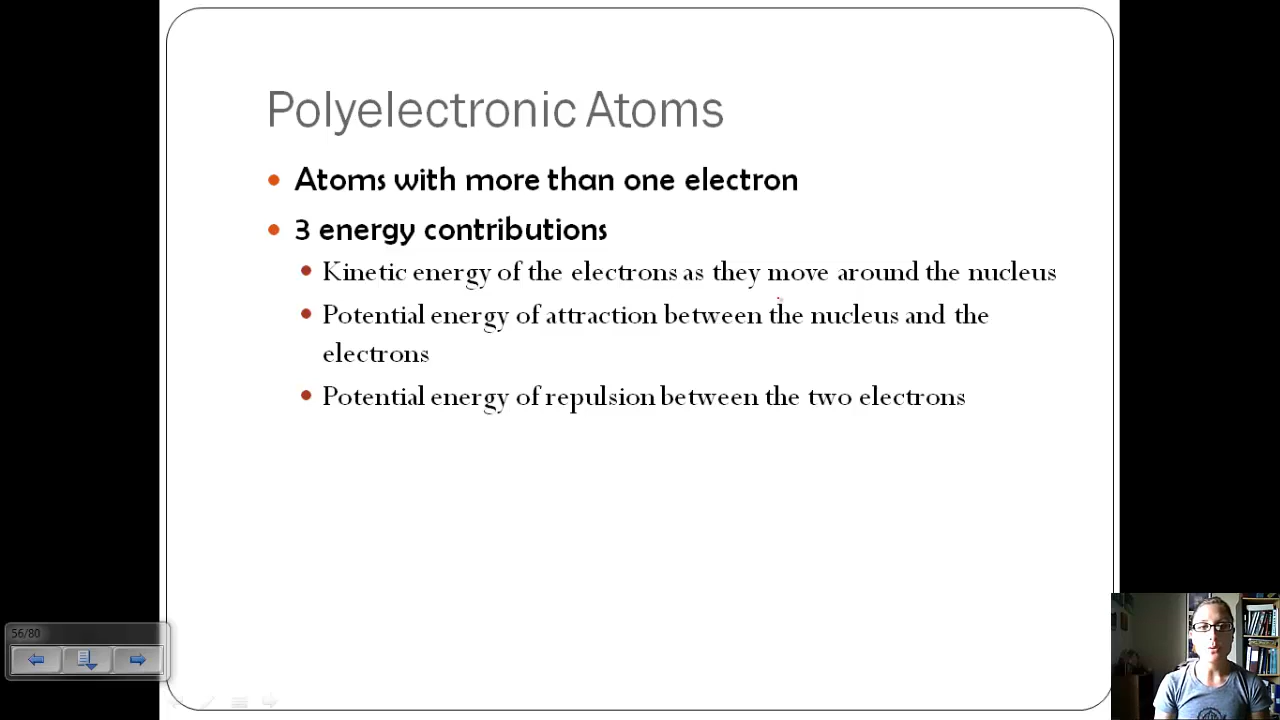 Polyelectronic Atoms
Atoms with more than one electron
3 energy contributions
Kinetic energy of the electrons as they move around the nucleus
Potential energy of attraction between the nucleus and the
electrons
Potential energy of repulsion between the two electrons
56/80